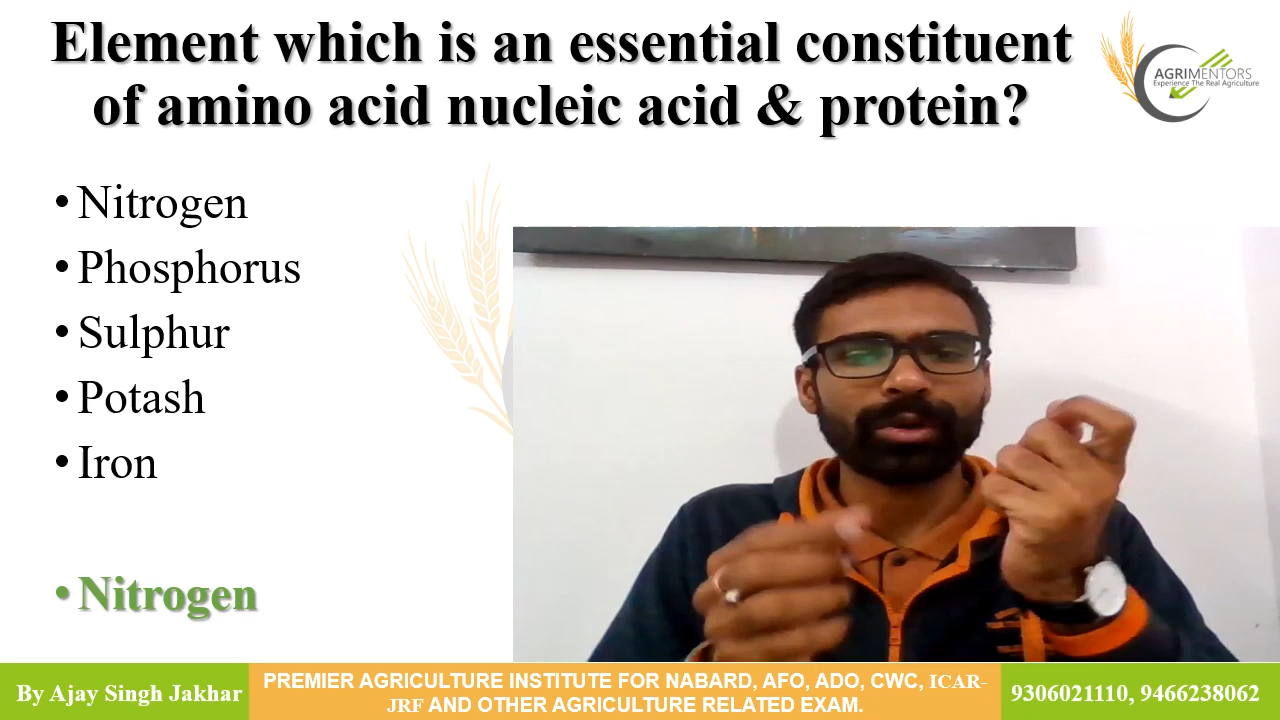 Element which is an essential constituent
of amino acid nucleic acid & protein?
AGRIMENTORS
Experience The Real Agriculture
• Nitrogen
• Phosphorus
• Sulphur
• Potash
• Iron
• Nitrogen
By Ajay Singh Jakhar
PREMIER AGRICULTURE INSTITUTE FOR NABARD, AFO, ADO, CWC, ICAR-
JRF AND OTHER AGRICULTURE RELATED EXAM.
9306021110, 9466238062